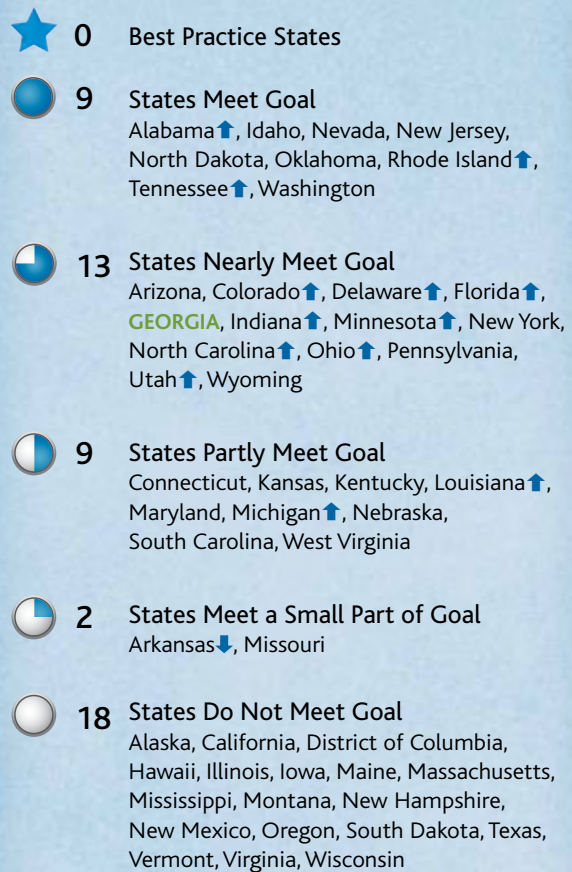 0 Best Practice States
9 States Meet Goal
Alabama⬆, Idaho, Nevada, New Jersey,
North Dakota, Oklahoma, Rhode Island⬆,
Tennessee⬆, Washington
13 States Nearly Meet Goal
Arizona, Colorado⬆, Delaware⬆, Florida⬆,
GEORGIA, Indiana⬆, Minnesota⬆, New York,
North Carolina⬆, Ohio⬆, Pennsylvania,
Utah⬆, Wyoming
9 States Partly Meet Goal
Connecticut, Kansas, Kentucky, Louisiana⬆,
Maryland, Michigan⬆, Nebraska,
South Carolina, West Virginia
2 States Meet a Small Part of Goal
Arkansas⬇, Missouri
18 States Do Not Meet Goal
Alaska, California, District of Columbia,
Hawaii, Illinois, Iowa, Maine, Massachusetts,
Mississippi, Montana, New Hampshire,
New Mexico, Oregon, South Dakota, Texas,
Vermont, Virginia, Wisconsin